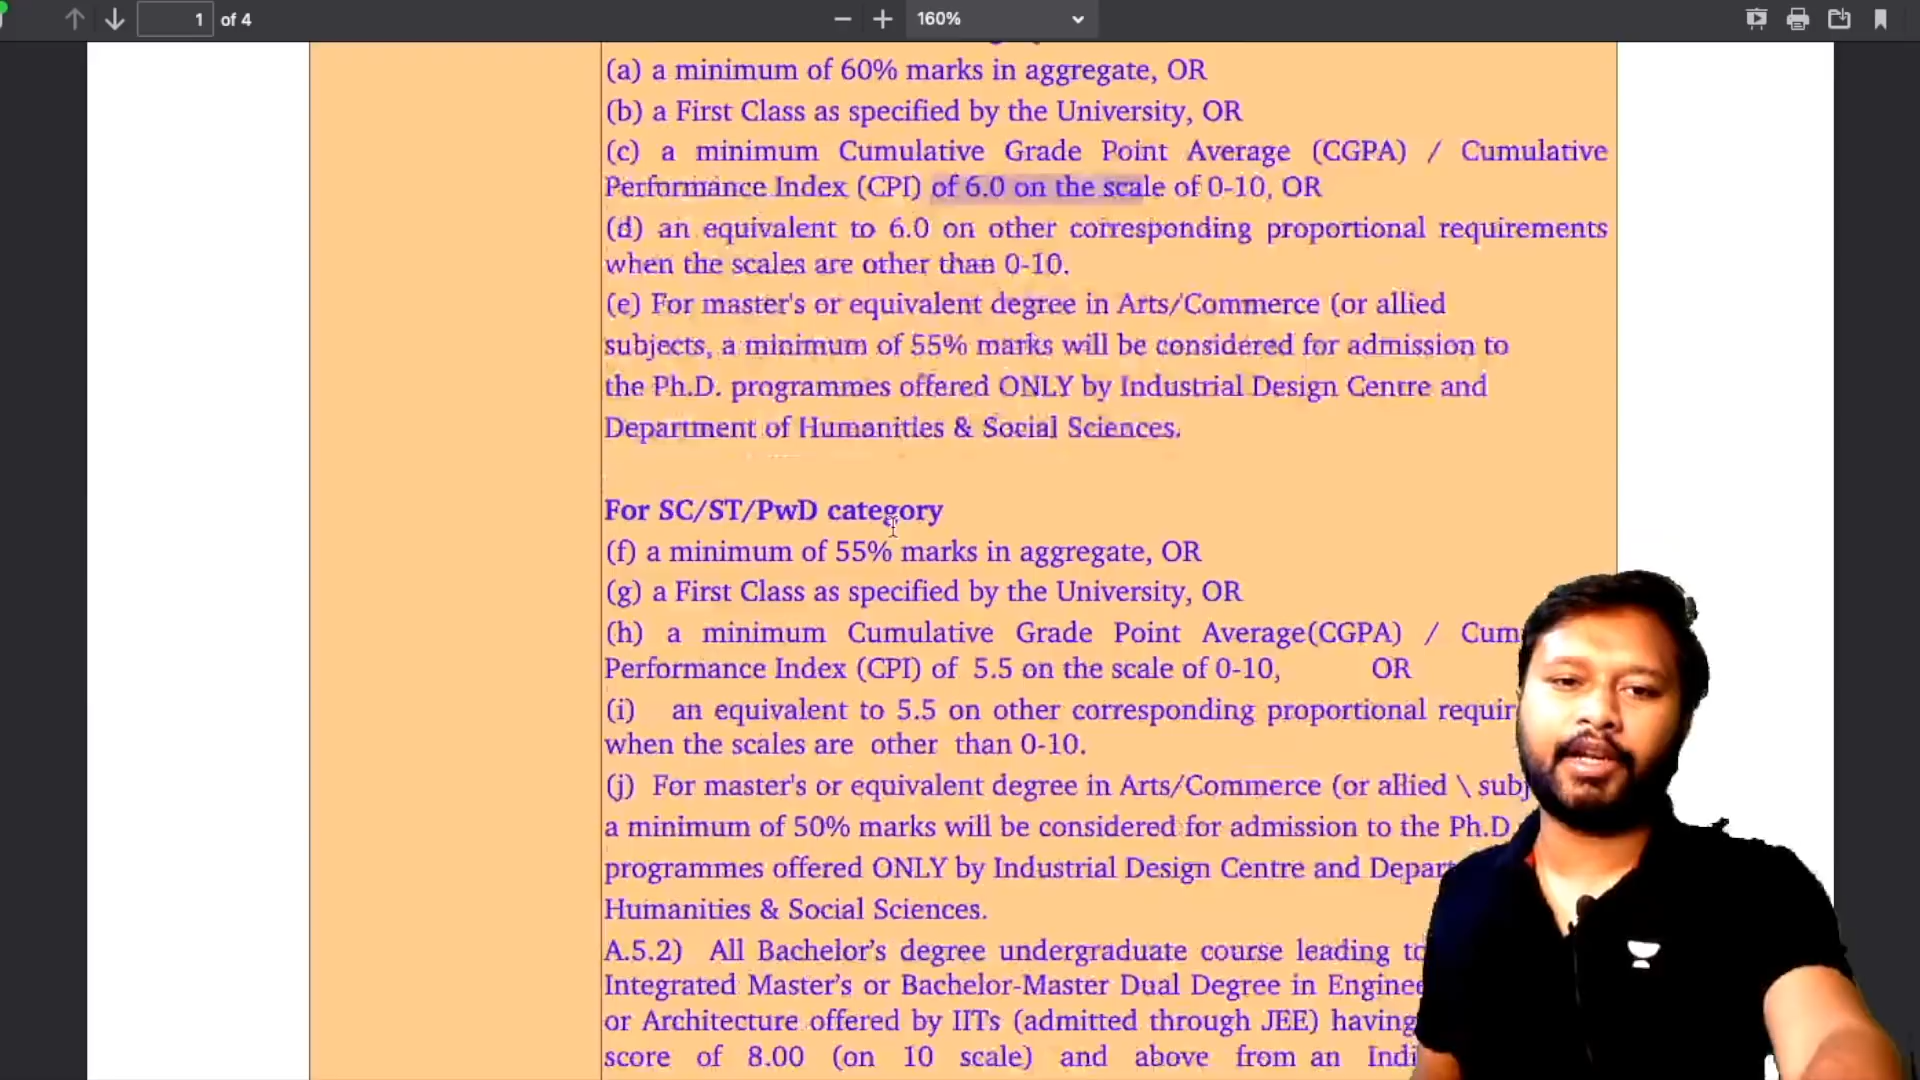 1 of 4
160%
(a) a minimum of 60% marks in aggregate, OR
(b) a First Class as specified by the University, OR
(c) a minimum Cumulative Grade Point Average (CGPA) / Cumulative
Performance Index (CPI) of 6.0 on the scale of 0-10, OR
(d) an equivalent to 6.0 on other corresponding proportional requirements
when the scales are other than 0-10.
(e) For master's or equivalent degree in Arts/Commerce (or allied
subjects, a minimum of 55% marks will be considered for admission to
the Ph.D. programmes offered ONLY by Industrial Design Centre and
Department of Humanities & Social Sciences.
For SC/ST/PwD category
(f) a minimum of 55% marks in aggregate, OR
(g) a First Class as specified by the University, OR
(h) a minimum Cumulative Grade Point Average(CGPA) /
Performance Index (CPI) of 5.5 on the scale of 0-10, OR
(i) an equivalent to 5.5 on other corresponding proportional
when the scales are other than 0-10.
(j) For master's or equivalent degree in Arts/Commerce (or allied \
a minimum of 50% marks will be considered for admission to the Ph.D
programmes offered ONLY by Industrial Design Centre and
Humanities & Social Sciences.
A.5.2) All Bachelor's degree undergraduate course leading
Integrated Master's or Bachelor-Master Dual Degree in
or Architecture offered by IITs (admitted through JEE) having
score of 8.00 (on 10 scale) and above from an